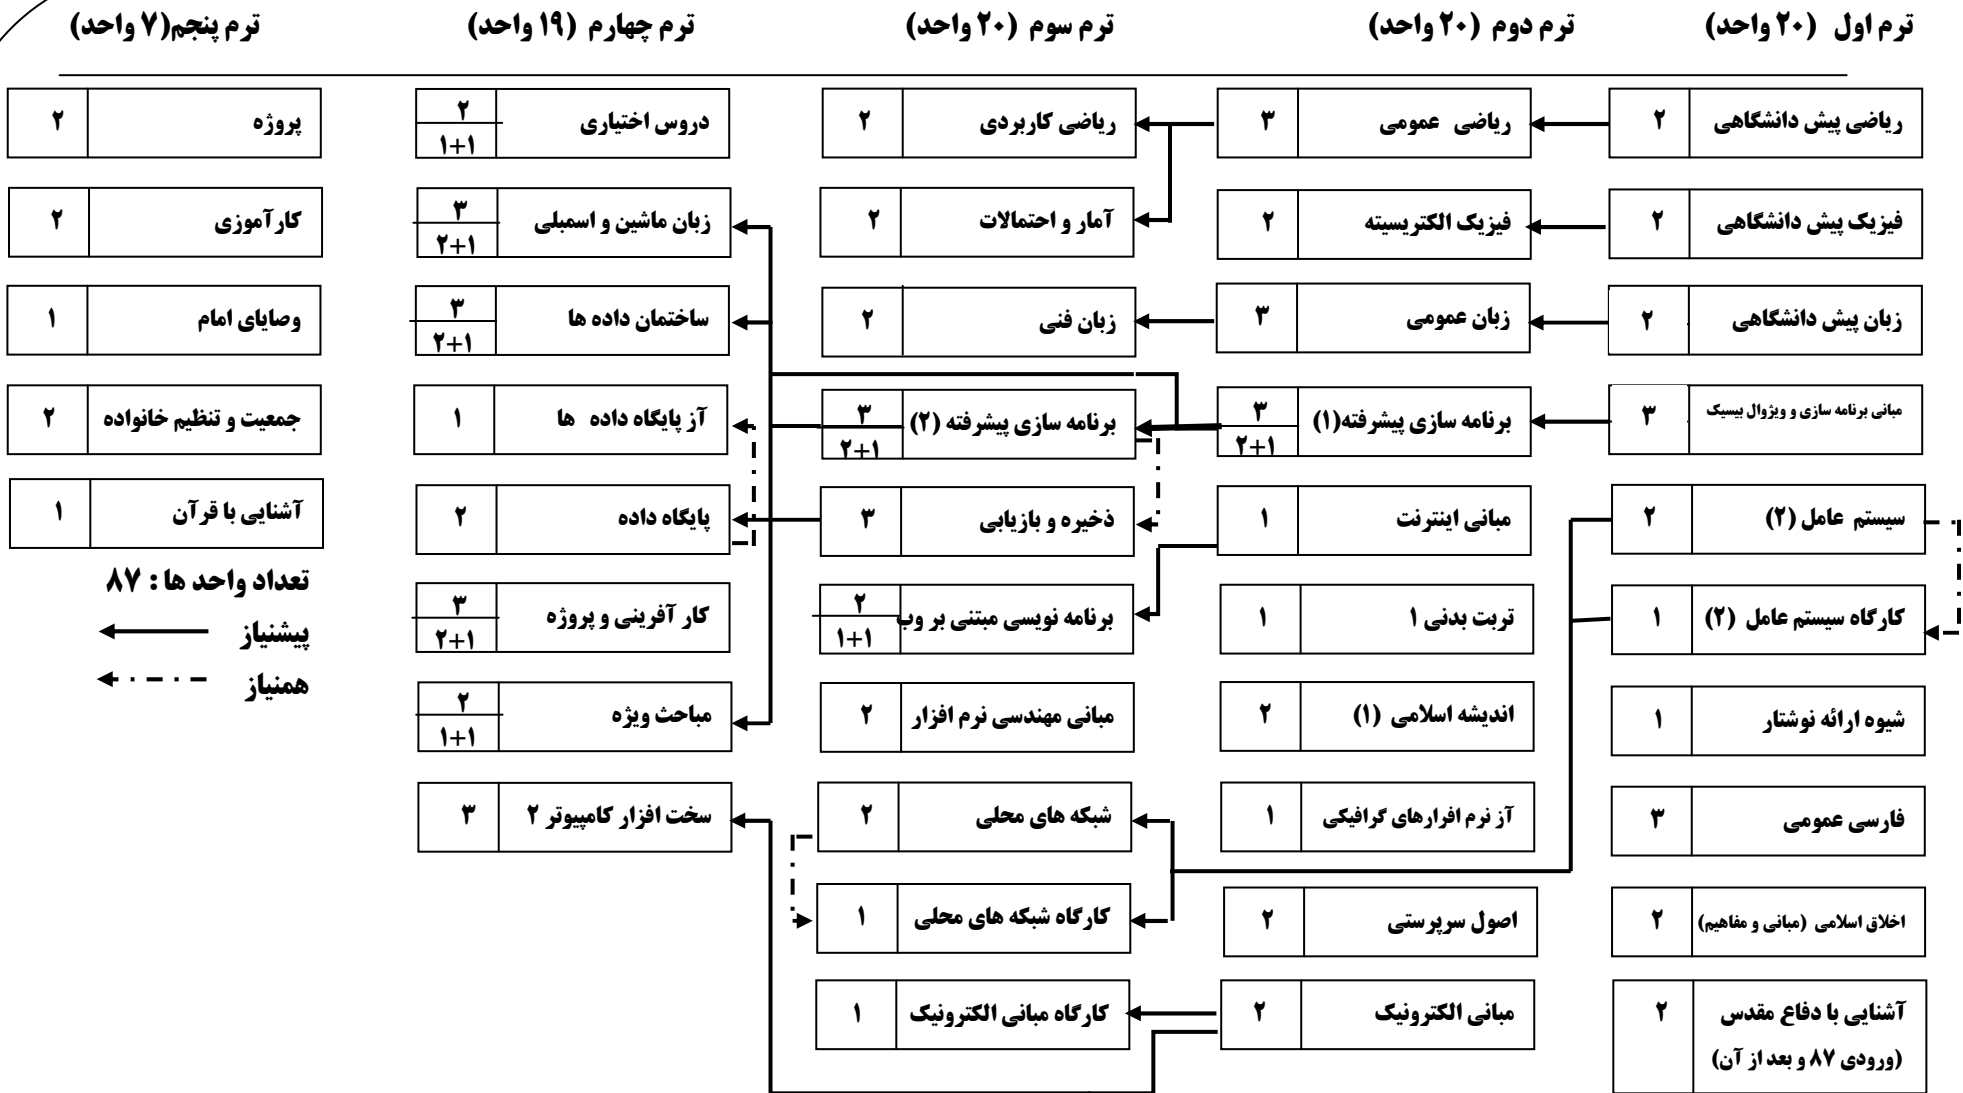 ترم اول (۲۰ واحد)
ریاضی پیش دانشگاهی ۲
فیزیک پیش دانشگاهی ۲
زبان پیش دانشگاهی ۲
مبانی برنامه سازی و ویژوال بیسیک ۳
سیستم عامل (۲) ۲
کارگاه سیستم عامل (۲) ۱
شیوه ارائه نوشتار ۱
فارسی عمومی ۳
اخلاق اسلامی (مبانی و مفاهیم) ۲
آشنایی با دفاع مقدس ۲
(ورودی ۸۷ و بعد از آن)
ترم دوم (۲۰ واحد)
ریاضی عمومی ۳
فیزیک الکتریسیته ۲
زبان عمومی ۳
برنامه سازی پیشرفته(۱) ۳
۲+۱
مبانی اینترنت ۱
تربت بدنی ۱ ۱
اندیشه اسلامی (۱) ۲
آز نرم افرارهای گرافیکی ۱
اصول سرپرستی ۲
مبانی الکترونیک ۲
ترم سوم (۲۰ واحد)
ریاضی کاربردی ۲
آمار و احتمالات ۲
زبان فنی ۲
برنامه سازی پیشرفته (۲) ۳
۲+۱
ذخیره و بازیابی ۳
برنامه نویسی مبتنی بر وب ۲
۱+۱
مبانی مهندسی نرم افزار ۲
شبکه های محلی ۲
کارگاه شبکه های محلی ۱
کارگاه مبانی الکترونیک ۱
ترم چهارم (۱۹ واحد)
دروس اختیاری ۲
۱+۱
زبان ماشین و اسمبلی ۳
۲+۱
ساختمان داده ها ۳
۲+۱
آز پایگاه داده ها ۱
پایگاه داده ۲
کار آفرینی و پروژه ۳
۲+۱
مباحث ویژه ۲
۱+۱
سخت افزار کامپیوتر ۲ ۳
ترم پنجم(۷ واحد)
پروژه ۲
کارآموزی ۲
وصایای امام ۱
جمعیت و تنظیم خانواده ۲
آشنایی با قرآن ۱
تعداد واحد ها : ۸۷
پیشنیاز
همنیاز